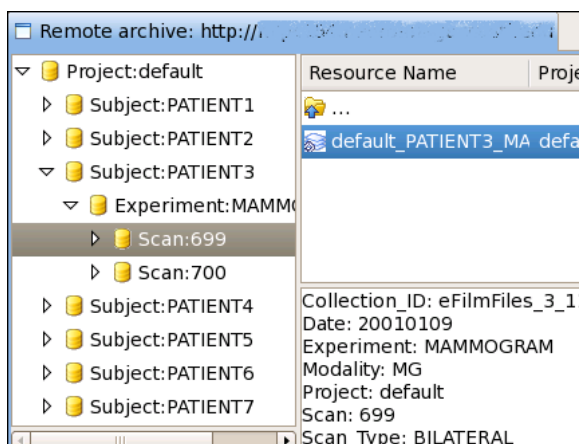 Remote archive: http://
Project:default
Subject:PATIENT1
Subject:PATIENT2
Subject:PATIENT3
Experiment:MAMM
Scan:699
Scan:700
Subject:PATIENT4
Subject:PATIENT5
Subject:PATIENT6
Subject:PATIENT7
Resource Name Proje
...
default_PATIENT3_MA defa
Collection_ID: eFilmFiles_3_1
Date: 20010109
Experiment: MAMMOGRAM
Modality: MG
Project: default
Scan: 699
Scan_Type: BILATERAL